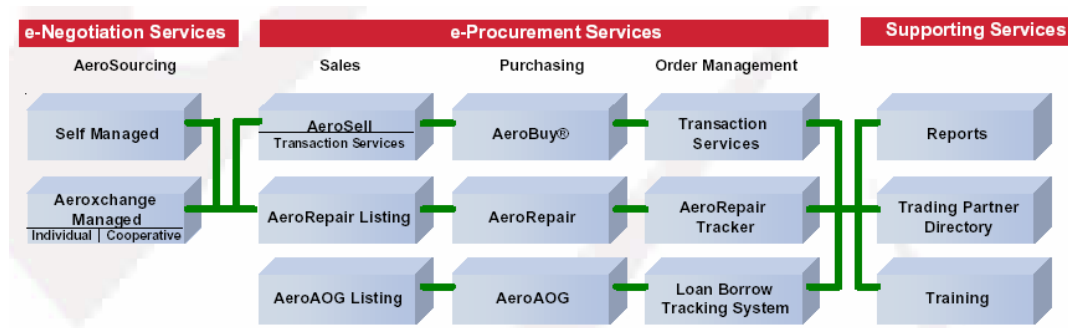 e-Negotiation Services
e-Procurement Services
Supporting Services
AeroSourcing
Sales
Purchasing
Order Management
Self Managed
AeroSell
Transaction Services
AeroBuy®
Transaction
Services
Reports
Aeroxchange
Managed
Individual | Cooperative
AeroRepair Listing
AeroRepair
AeroRepair
Tracker
Trading Partner
Directory
AeroAOG Listing
AeroAOG
Loan Borrow
Tracking System
Training